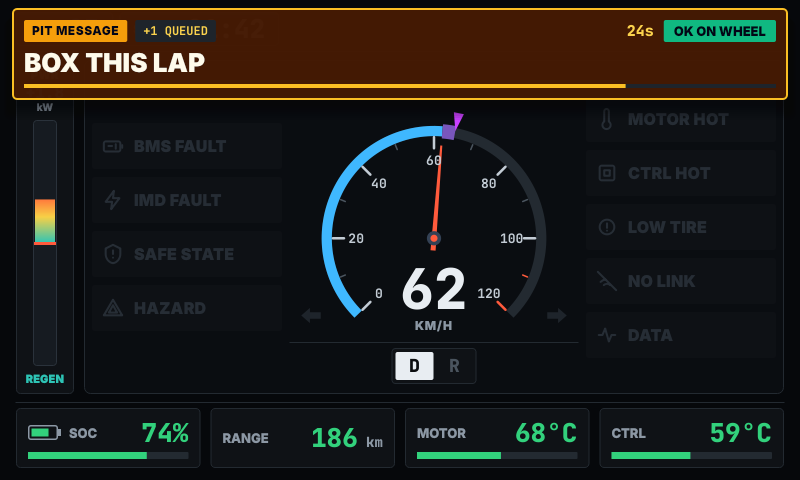 PIT MESSAGE +1 QUEUED :42 24s OK ON WHEEL
BOX THIS LAP
kW
BMS FAULT
IMD FAULT
SAFE STATE
HAZARD
REGEN
0
20
40
60
80
100
120
62
KM/H
D R
MOTOR HOT
CTRL HOT
LOW TIRE
NO LINK
DATA
SOC 74%
RANGE 186 km
MOTOR 68°C
CTRL 59°C